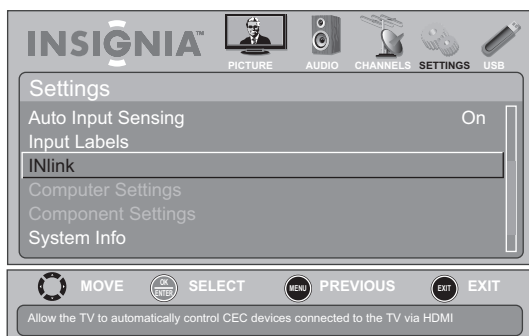 INSIGNIA™
PICTURE AUDIO CHANNELS SETTINGS USB
Settings
Auto Input Sensing On
Input Labels
INlink
Computer Settings
Component Settings
System Info
MOVE OK ENTER SELECT MENU PREVIOUS EXIT EXIT
Allow the TV to automatically control CEC devices connected to the TV via HDMI